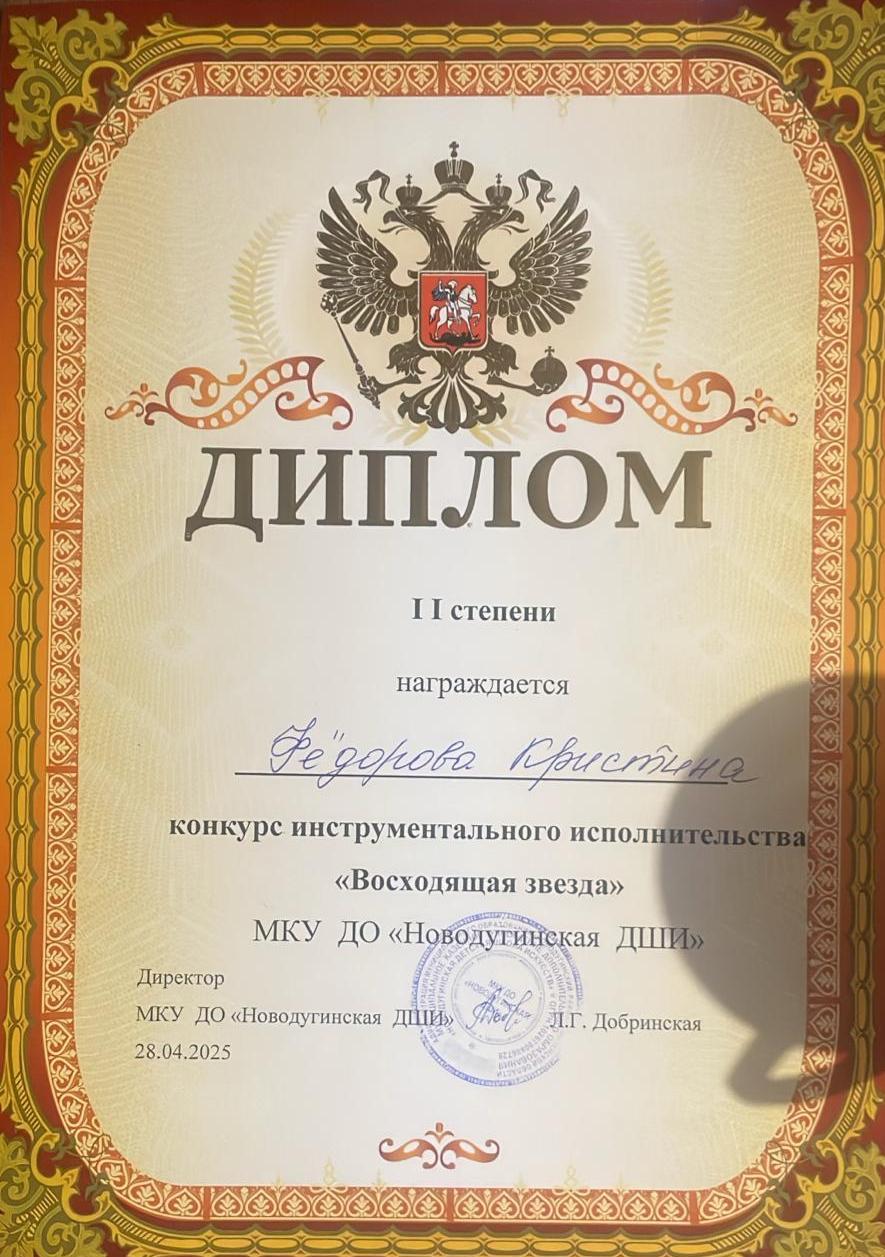 ДИПЛОМ
I I степени
награждается
Фёдорова Кристина
конкурс инструментального исполнительства
«Восходящая звезда»
МКУ ДО «Новодугинская ДШИ»
Директор
МКУ ДО «Новодугинская ДШИ» Л.Г. Добринская
28.04.2025